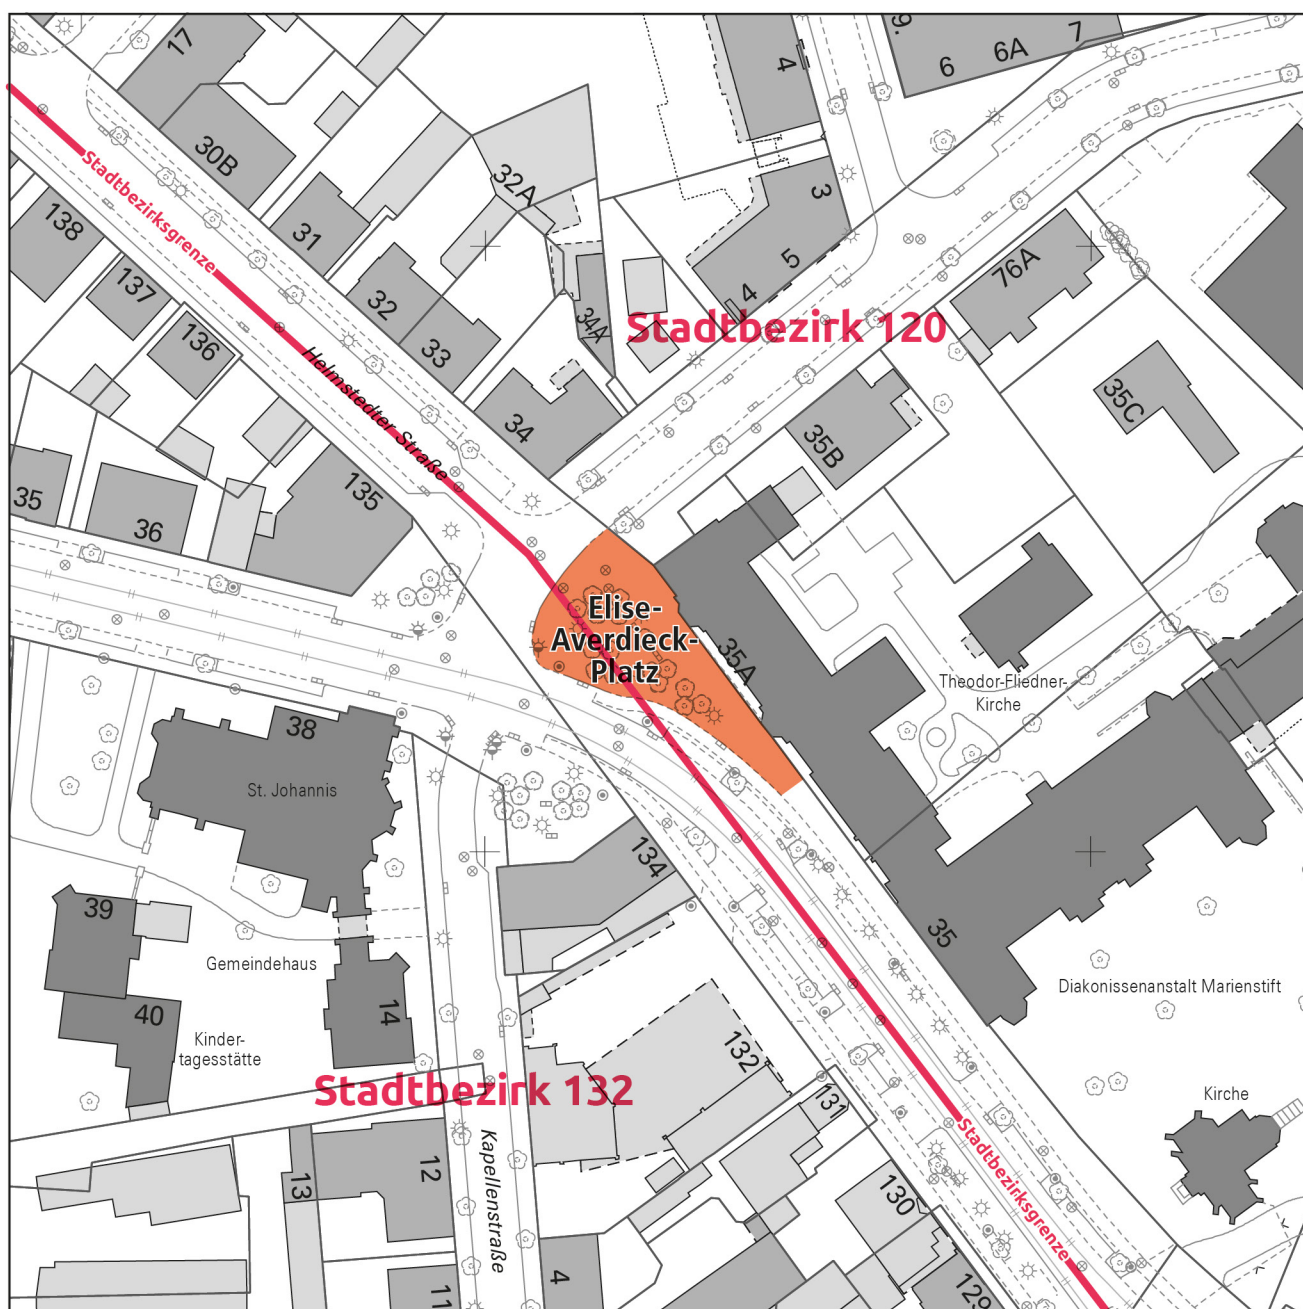 17
9.
6
6A
7
4
30B
32A
3
138
31
5
76A
Stadtbezirksgrenze
137
32
34A
4
Stadtbezirk 120
136
33
Helmstedter Straße
35C
34
35B
35
36
135
Elise-
Averdieck-
Platz
35A
Theodor-Fliedner-
Kirche
38
St. Johannis
134
39
35
Gemeindehaus
Diakonissenanstalt Marienstift
40
14
Kinder-
tagesstätte
132
Stadtbezirk 132
131
Kirche
Stadtbezirksgrenze
12
Kapellenstraße
13
130
4
11
129